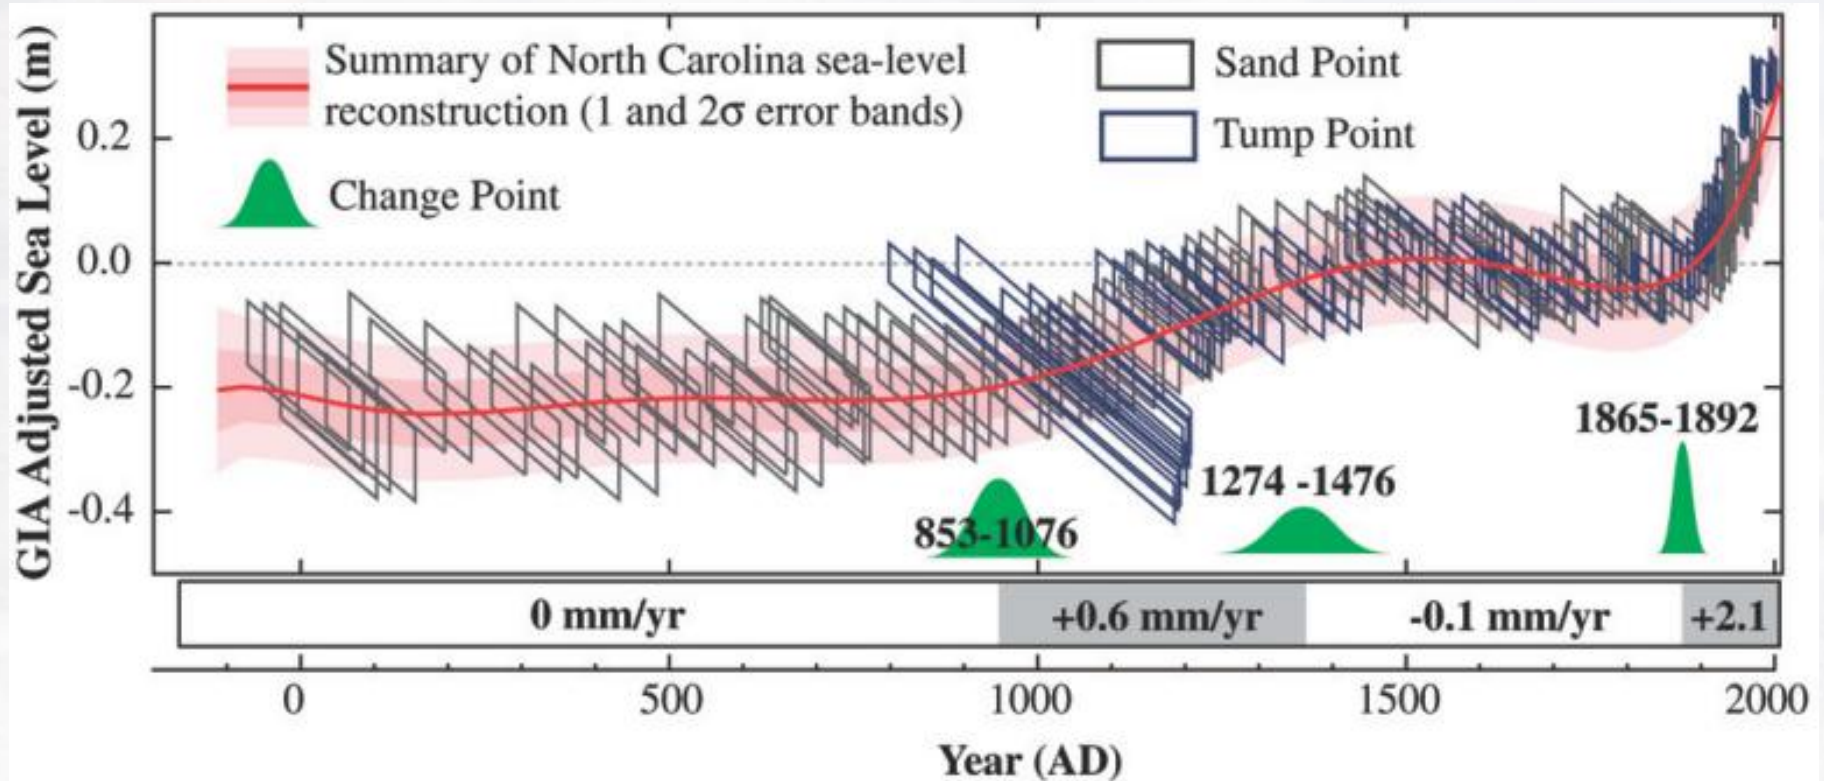 GIA Adjusted Sea Level (m)
Summary of North Carolina sea-level
reconstruction (1 and 2σ error bands)
Change Point
Sand Point
Tump Point
0.2
0.0
-0.2
-0.4
853-1076
1274 -1476
1865-1892
0 mm/yr
+0.6 mm/yr
-0.1 mm/yr
+2.1
0
500
1000
1500
2000
Year (AD)